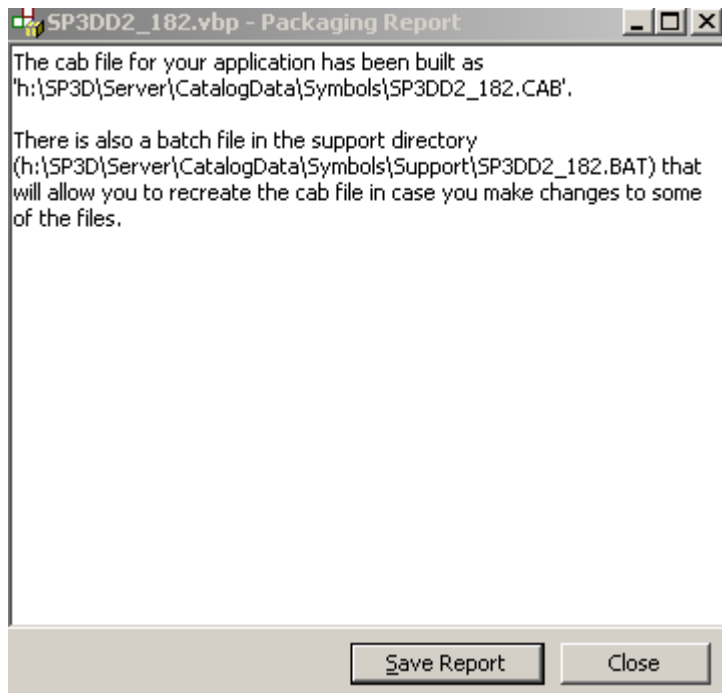 SP3DD2_182.vbp - Packaging Report
The cab file for your application has been built as
'h:\SP3D\Server\CatalogData\Symbols\SP3DD2_182.CAB'.
There is also a batch file in the support directory
(h:\SP3D\Server\CatalogData\Symbols\Support\SP3DD2_182.BAT) that
will allow you to recreate the cab file in case you make changes to some
of the files.
Save Report
Close